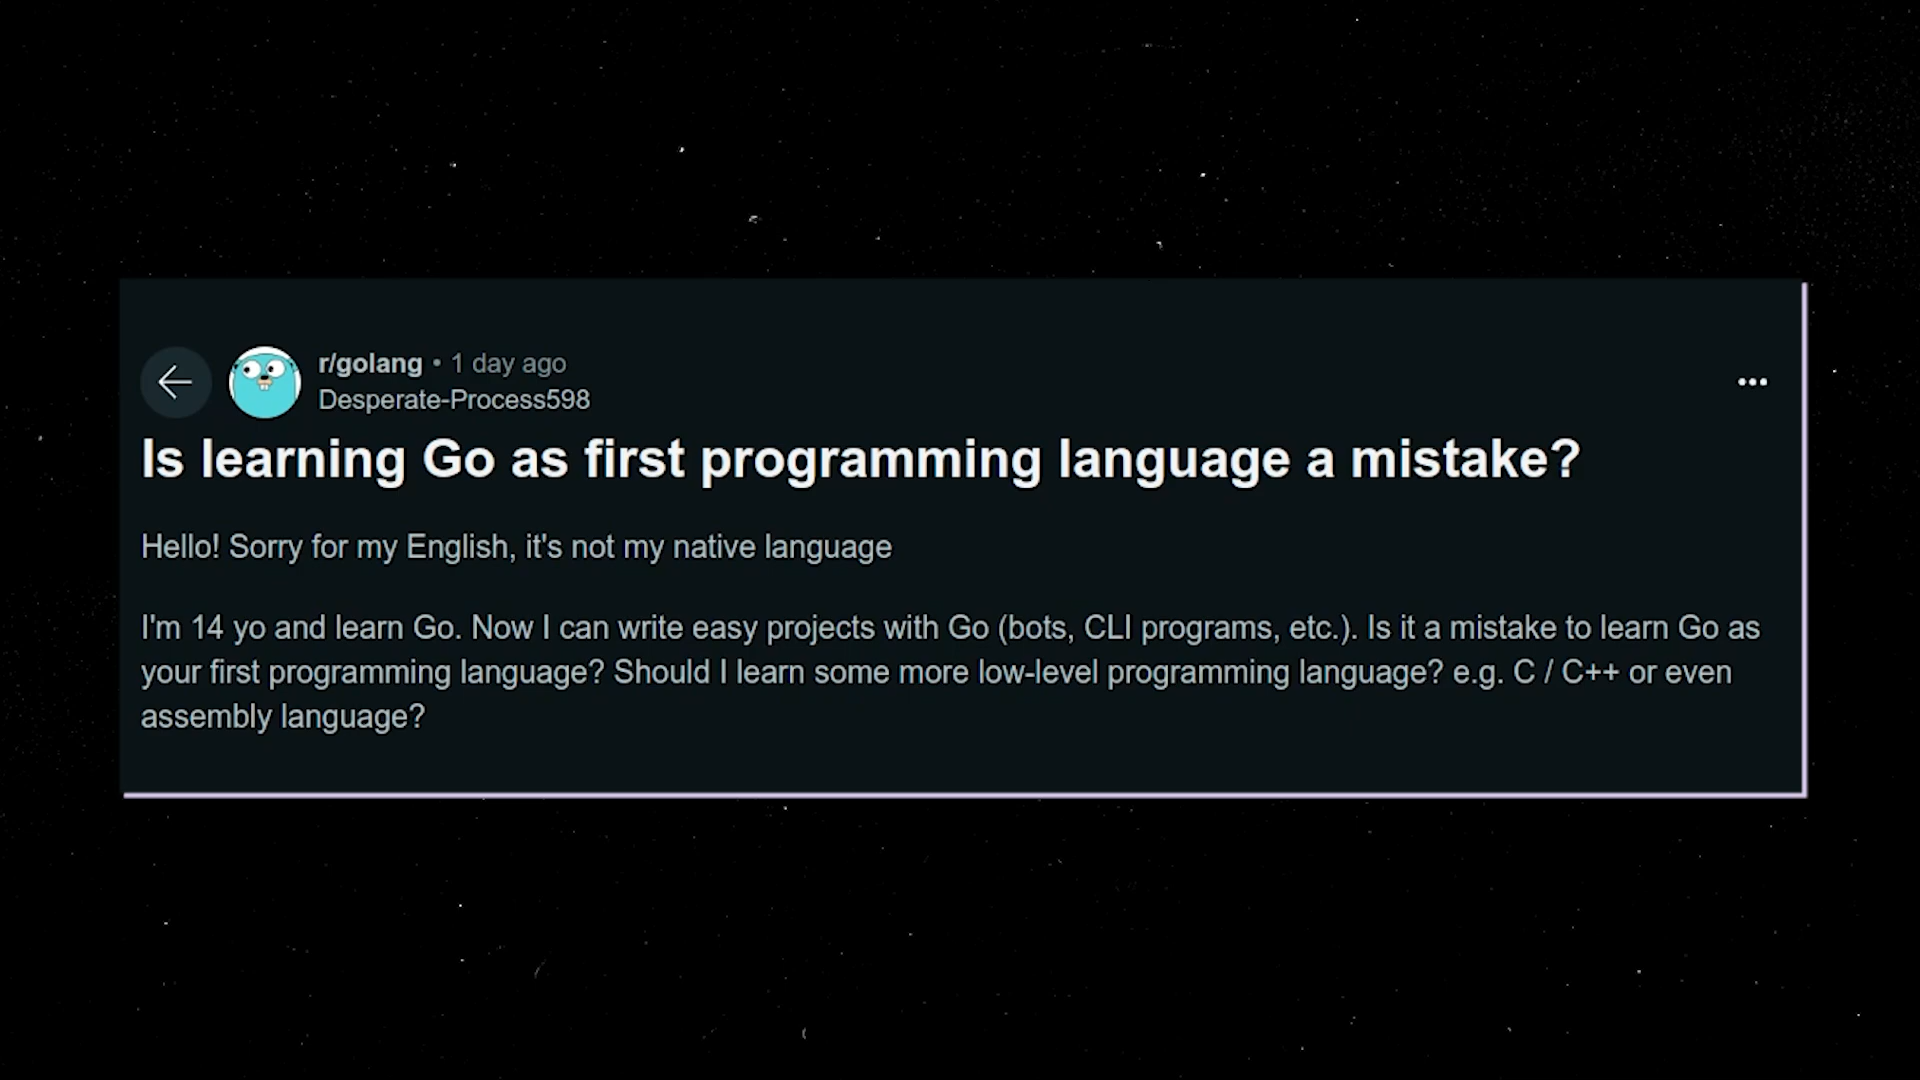 r/golang • 1 day ago
Desperate-Process598
Is learning Go as first programming language a mistake?
Hello! Sorry for my English, it's not my native language
I'm 14 yo and learn Go. Now I can write easy projects with Go (bots, CLI programs, etc.). Is it a mistake to learn Go as
your first programming language? Should I learn some more low-level programming language? e.g. C / C++ or even
assembly language?